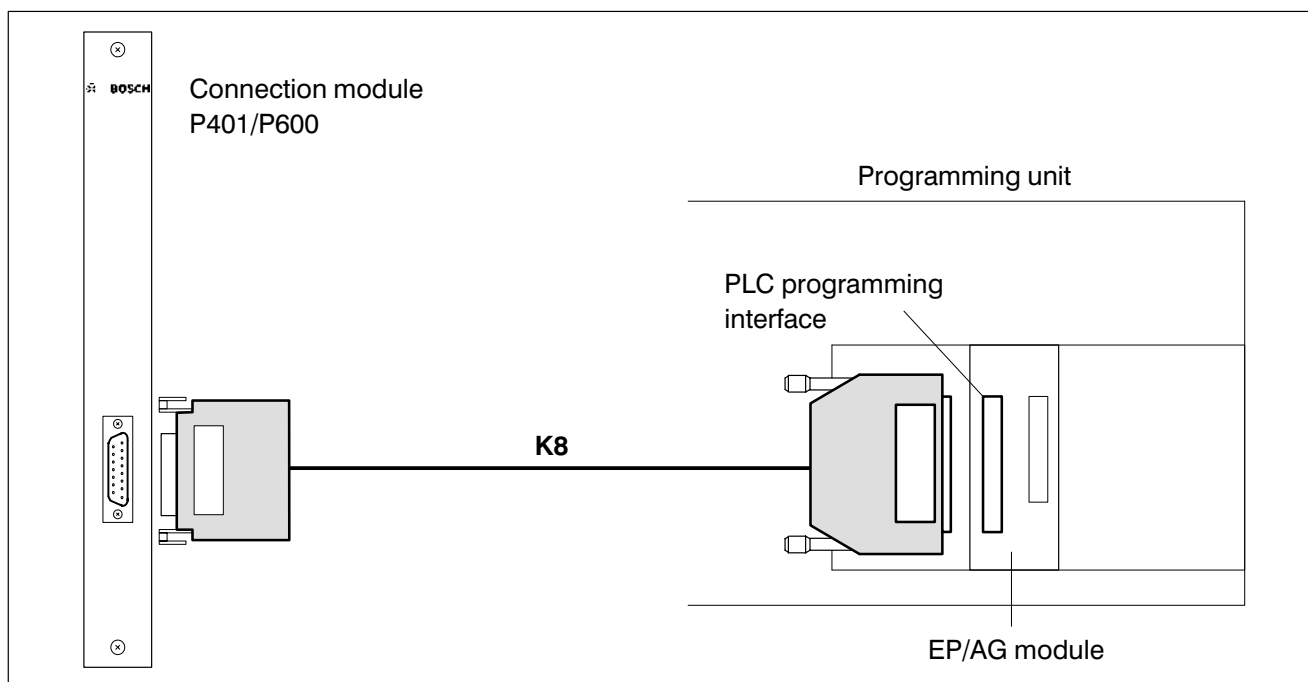 BOSCH
Connection module
P401/P600
Programming unit
PLC programming
interface
K8
EP/AG module